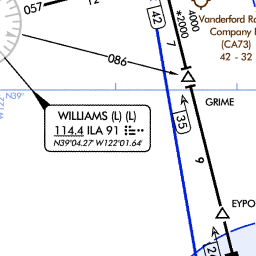 057
12
*2000
4000
7
42
Vanderford Ra
Company
(CA73)
42 - 32
086
N39°
W122°
GRIME
WILLIAMS (L) (L)
114.4 ILA 91
N39°04.27' W122°01.64'
35
9
EYPO